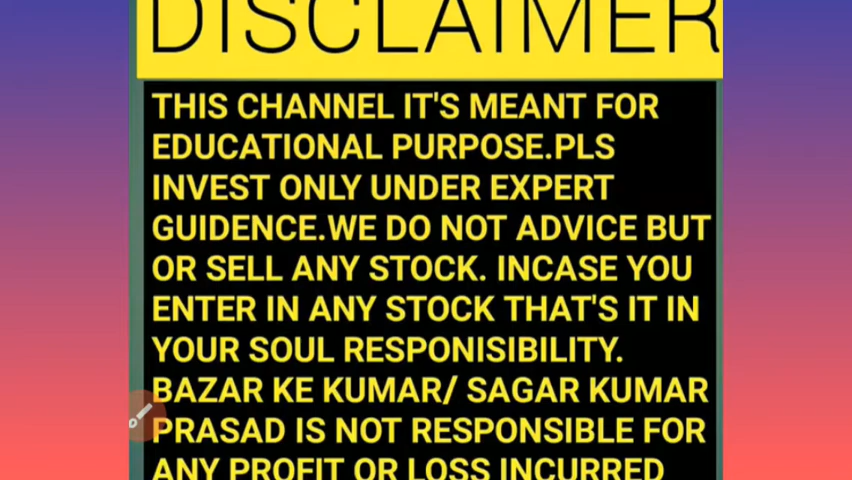 DISCLAIMER
THIS CHANNEL IT'S MEANT FOR
EDUCATIONAL PURPOSE.PLS
INVEST ONLY UNDER EXPERT
GUIDENCE.WE DO NOT ADVICE BUT
OR SELL ANY STOCK. INCASE YOU
ENTER IN ANY STOCK THAT'S IT IN
YOUR SOUL RESPONISIBILITY.
BAZAR KE KUMAR/ SAGAR KUMAR
PRASAD IS NOT RESPONSIBLE FOR
ANY PROFIT OR LOSS INCURRED